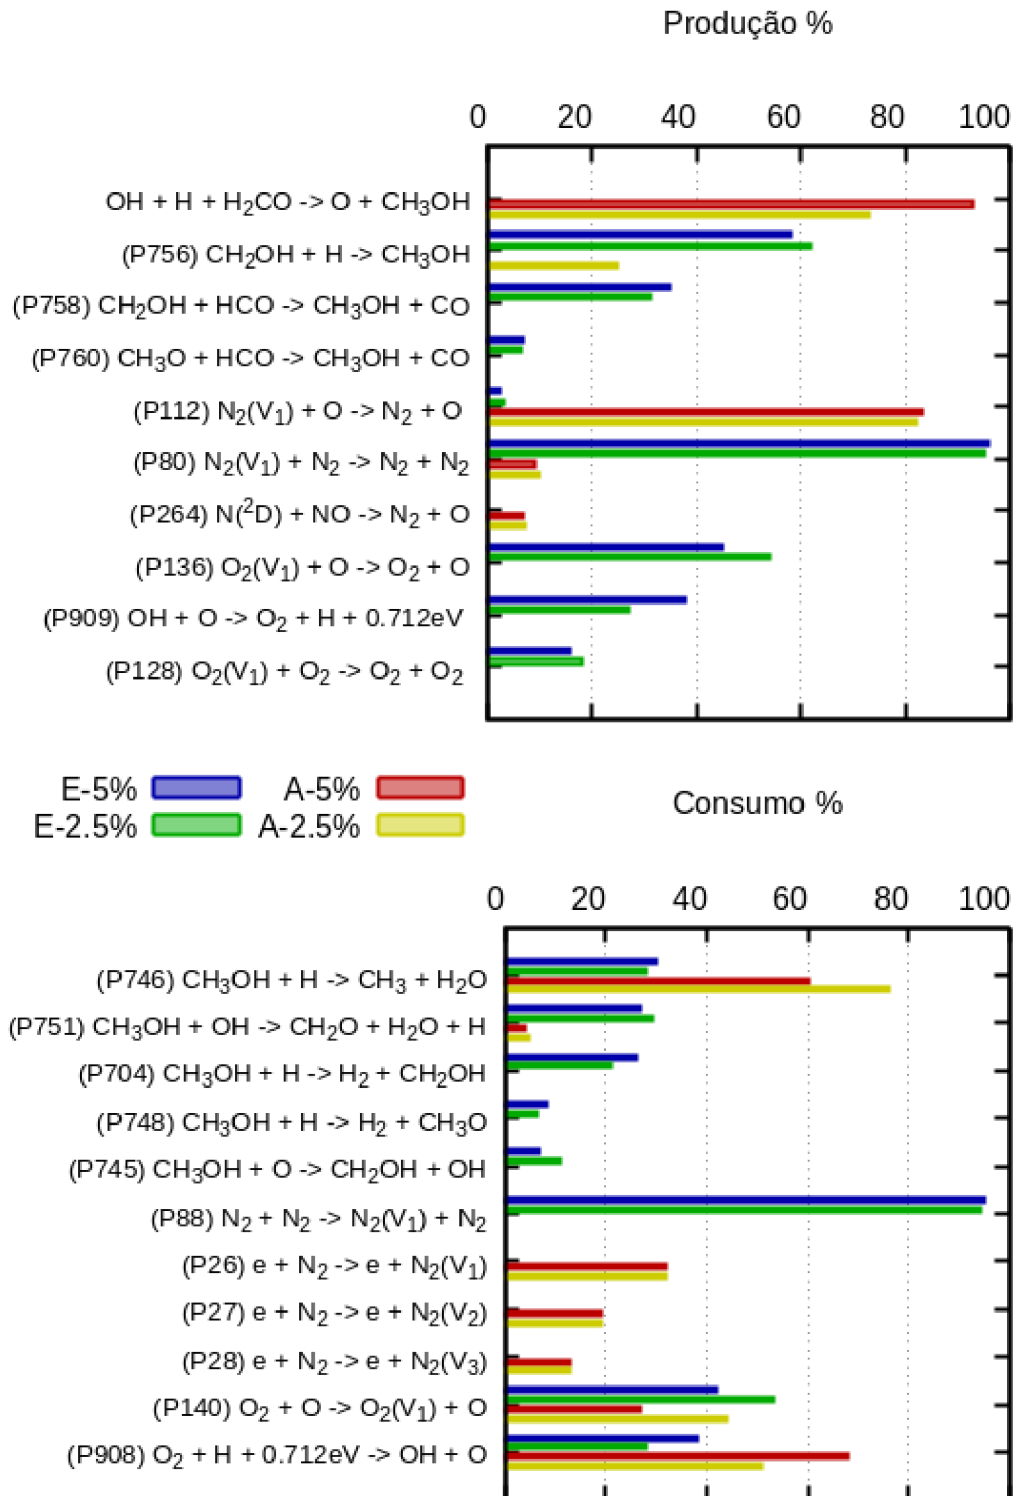 Produção %
0 20 40 60 80 100
OH + H + H₂CO -> O + CH₃OH
(P756) CH₂OH + H -> CH₃OH
(P758) CH₂OH + HCO -> CH₃OH + CO
(P760) CH₃O + HCO -> CH₃OH + CO
(P112) N₂(V₁) + O -> N₂ + O
(P80) N₂(V₁) + N₂ -> N₂ + N₂
(P264) N(²D) + NO -> N₂ + O
(P136) O₂(V₁) + O -> O₂ + O
(P909) OH + O -> O₂ + H + 0.712eV
(P128) O₂(V₁) + O₂ -> O₂ + O₂
E-5% A-5%
E-2.5% A-2.5%
Consumo %
0 20 40 60 80 100
(P746) CH₃OH + H -> CH₃ + H₂O
(P751) CH₃OH + OH -> CH₂O + H₂O + H
(P704) CH₃OH + H -> H₂ + CH₂OH
(P748) CH₃OH + H -> H₂ + CH₃O
(P745) CH₃OH + O -> CH₂OH + OH
(P88) N₂ + N₂ -> N₂(V₁) + N₂
(P26) e + N₂ -> e + N₂(V₁)
(P27) e + N₂ -> e + N₂(V₂)
(P28) e + N₂ -> e + N₂(V₃)
(P140) O₂ + O -> O₂(V₁) + O
(P908) O₂ + H + 0.712eV -> OH + O